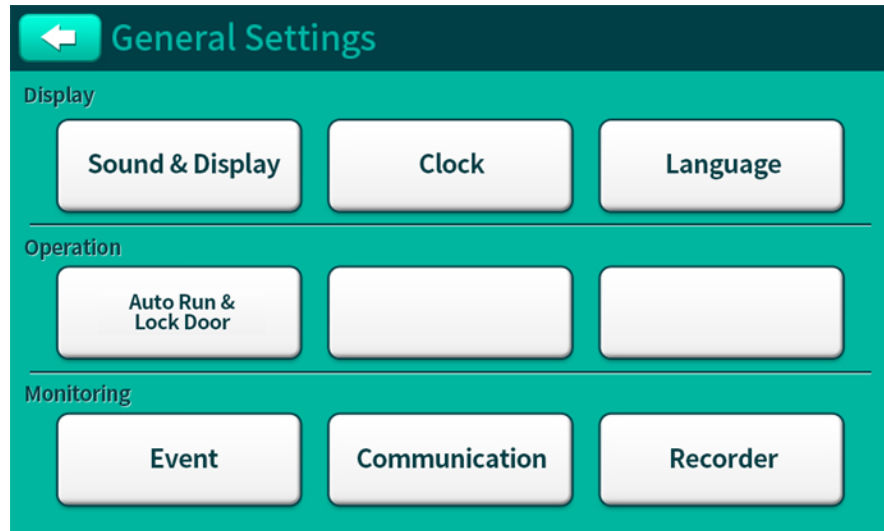 General Settings
Display
Sound & Display
Clock
Language
Operation
Auto Run &
Lock Door
Monitoring
Event
Communication
Recorder